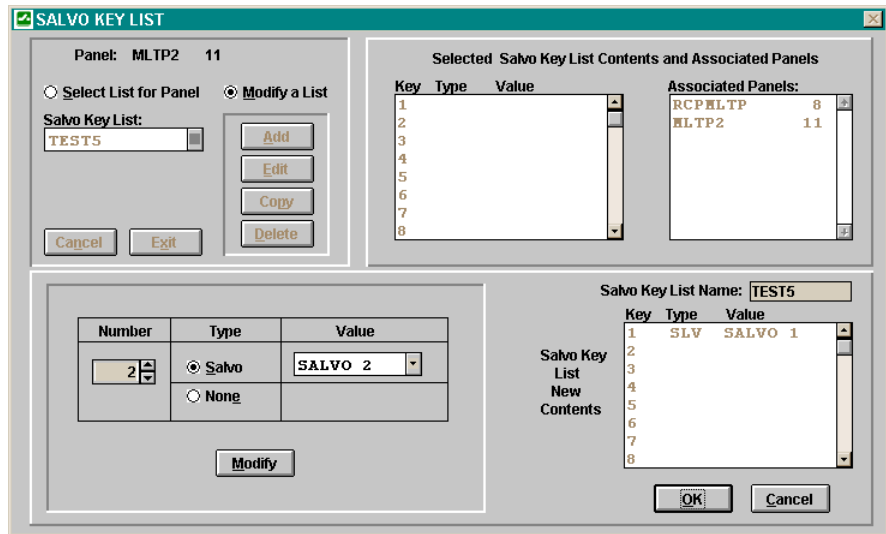 SALVO KEY LIST
Panel: MLTP2 11
Select List for Panel Modify a List
Salvo Key List:
TEST5
Add
Edit
Copy
Delete
Cancel Exit
Selected Salvo Key List Contents and Associated Panels
Key Type Value
1
2
3
4
5
6
7
8
Associated Panels:
RCPMLTP 8
MLTP2 11
Number Type Value
2 Salvo SALVO 2
None
Modify
Salvo Key List Name: TEST5
Key Type Value
Salvo Key
List
New
Contents
1 SLV SALVO 1
2
3
4
5
6
7
8
OK Cancel